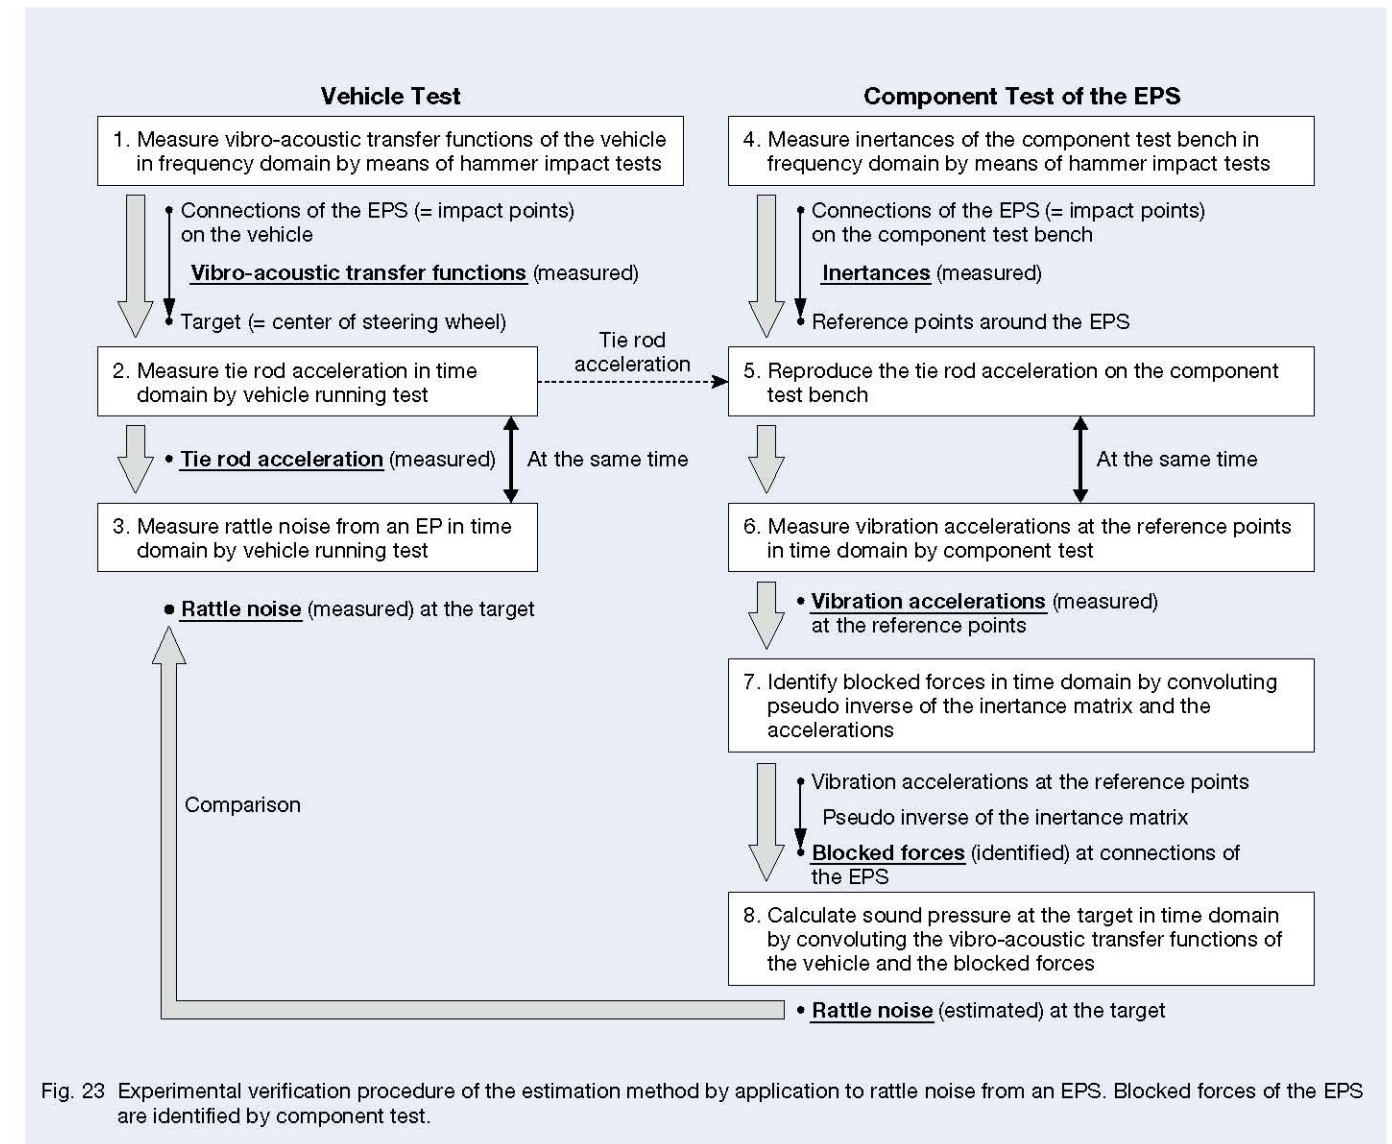 Vehicle Test
1. Measure vibro-acoustic transfer functions of the vehicle
in frequency domain by means of hammer impact tests
• Connections of the EPS (= impact points)
on the vehicle
Vibro-acoustic transfer functions (measured)
• Target (= center of steering wheel)
2. Measure tie rod acceleration in time
domain by vehicle running test
• Tie rod acceleration (measured)
At the same time
3. Measure rattle noise from an EP in time
domain by vehicle running test
• Rattle noise (measured) at the target
Comparison
Tie rod
acceleration
Component Test of the EPS
4. Measure inertances of the component test bench in
frequency domain by means of hammer impact tests
• Connections of the EPS (= impact points)
on the component test bench
Inertances (measured)
• Reference points around the EPS
5. Reproduce the tie rod acceleration on the component
test bench
At the same time
6. Measure vibration accelerations at the reference points
in time domain by component test
• Vibration accelerations (measured)
at the reference points
7. Identify blocked forces in time domain by convoluting
pseudo inverse of the inertance matrix and the
accelerations
• Vibration accelerations at the reference points
Pseudo inverse of the inertance matrix
• Blocked forces (identified) at connections of
the EPS
8. Calculate sound pressure at the target in time domain
by convoluting the vibro-acoustic transfer functions of
the vehicle and the blocked forces
• Rattle noise (estimated) at the target
Fig. 23 Experimental verification procedure of the estimation method by application to rattle noise from an EPS. Blocked forces of the EPS
are identified by component test.